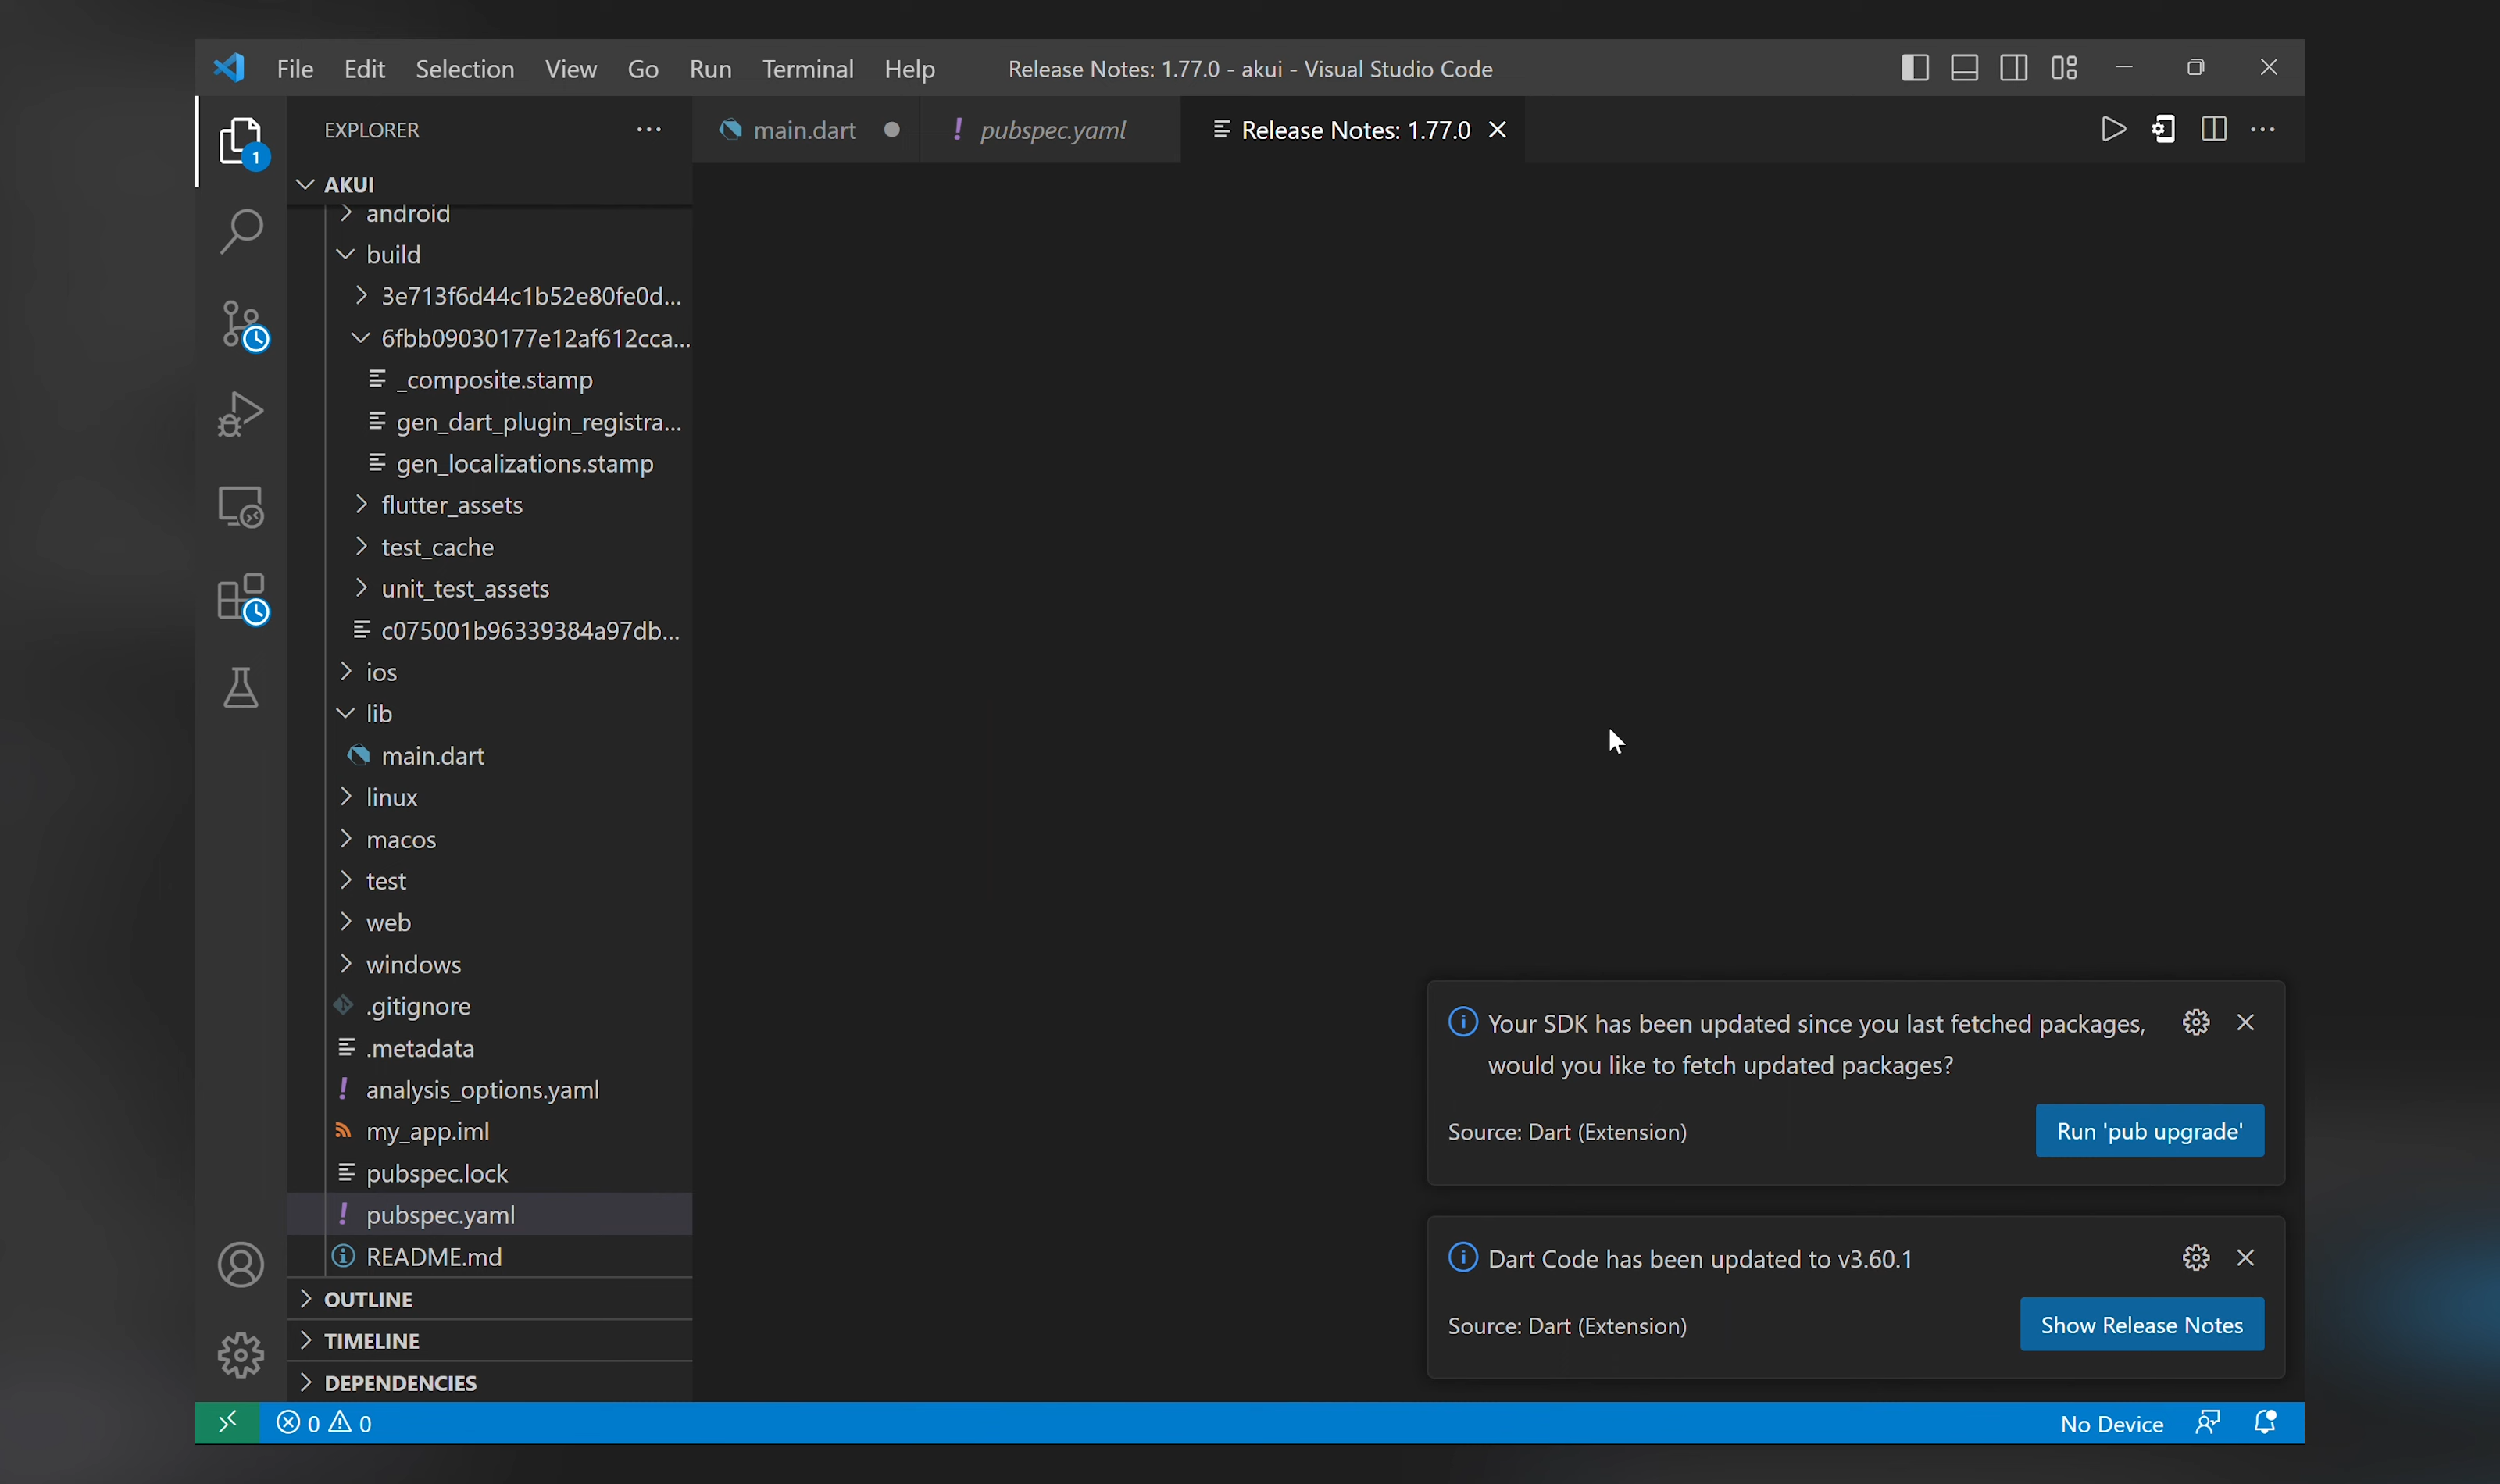 File Edit Selection View Go Run Terminal Help Release Notes: 1.77.0 - akui - Visual Studio Code
EXPLORER
main.dart
pubspec.yaml
Release Notes: 1.77.0
1
AKUI
android
build
3e713f6d44c1b52e80fe0d...
6fbb09030177e12af612cca...
_composite.stamp
gen_dart_plugin_registra...
gen_localizations.stamp
flutter_assets
test_cache
unit_test_assets
c075001b96339384a97db...
ios
lib
main.dart
linux
macos
test
web
windows
.gitignore
.metadata
analysis_options.yaml
my_app.iml
pubspec.lock
pubspec.yaml
README.md
OUTLINE
TIMELINE
DEPENDENCIES
Your SDK has been updated since you last fetched packages,
would you like to fetch updated packages?
Source: Dart (Extension)
Run 'pub upgrade'
Dart Code has been updated to v3.60.1
Source: Dart (Extension)
Show Release Notes
0 0
No Device